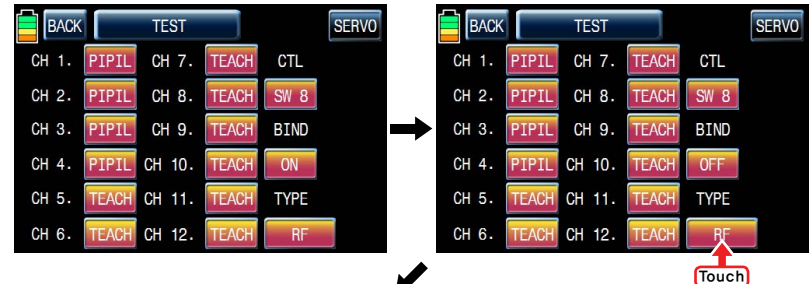 BACK TEST SERVO
CH 1. PIPIL CH 7. TEACH CTL
CH 2. PIPIL CH 8. TEACH SW 8
CH 3. PIPIL CH 9. TEACH BIND
CH 4. PIPIL CH 10. TEACH ON
CH 5. TEACH CH 11. TEACH TYPE
CH 6. TEACH CH 12. TEACH RF
BACK TEST SERVO
CH 1. PIPIL CH 7. TEACH CTL
CH 2. PIPIL CH 8. TEACH SW 8
CH 3. PIPIL CH 9. TEACH BIND
CH 4. PIPIL CH 10. TEACH OFF
CH 5. TEACH CH 11. TEACH TYPE
CH 6. TEACH CH 12. TEACH RF
Touch